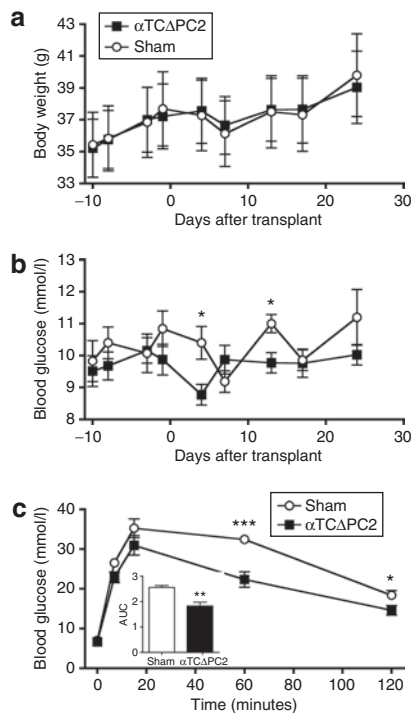 a
αTCΔPC2
Sham
Body weight (g)
43
41
39
37
35
33
–10 0 10 20 30
Days after transplant
b
Blood glucose (mmol/l)
13
12
11
10
9
8
* *
–10 0 10 20 30
Days after transplant
c
Sham
αTCΔPC2
Blood glucose (mmol/l)
40
30
20
10
0
***
*
AUC
3
2
1
0
**
Sham αTCΔPC2
0 20 40 60 80 100 120
Time (minutes)